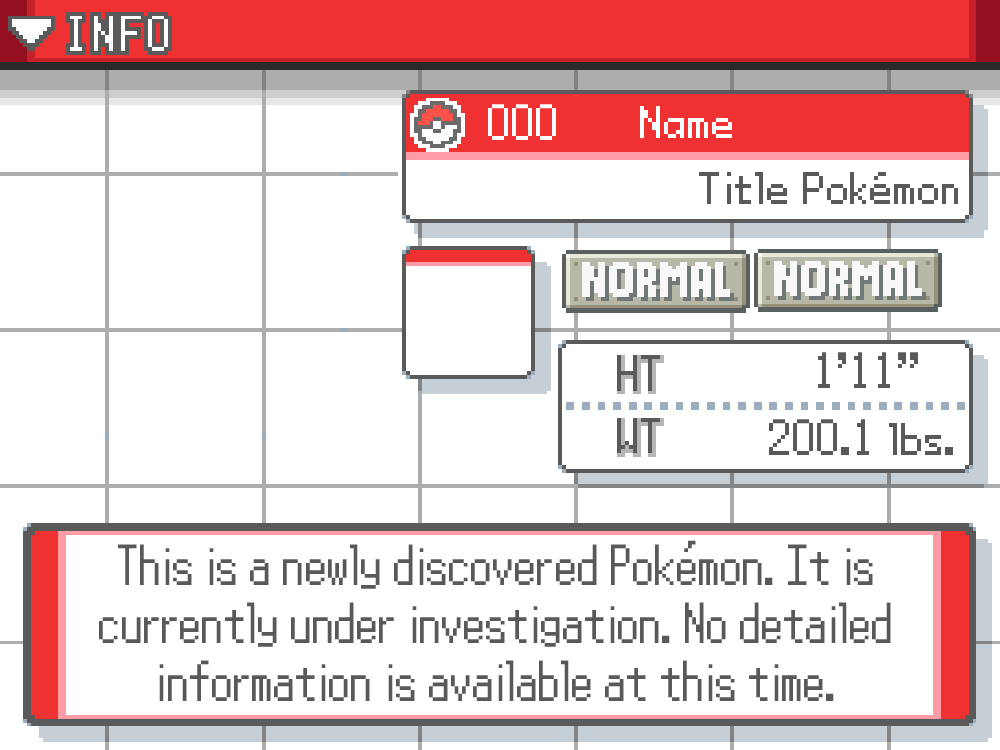 INFO
000 Name
Title Pokémon
NORMAL NORMAL
HT 1’11”
WT 200.1 lbs.
This is a newly discovered Pokémon. It is
currently under investigation. No detailed
information is available at this time.